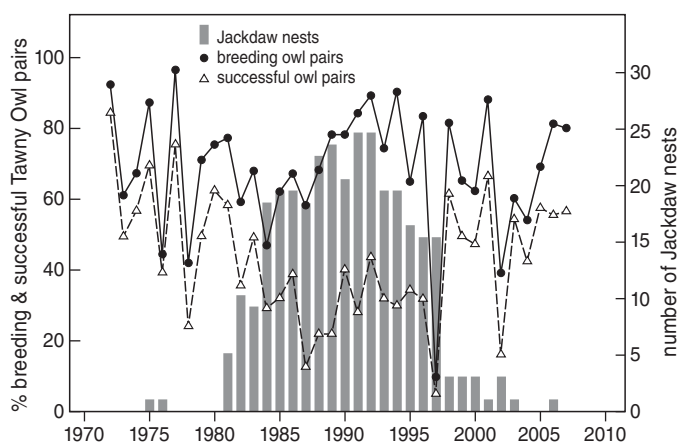 Jackdaw nests
breeding owl pairs
successful owl pairs
% breeding & successful Tawny Owl pairs
100
80
60
40
20
0
number of Jackdaw nests
30
25
20
15
10
5
0
1970 1975 1980 1985 1990 1995 2000 2005 2010